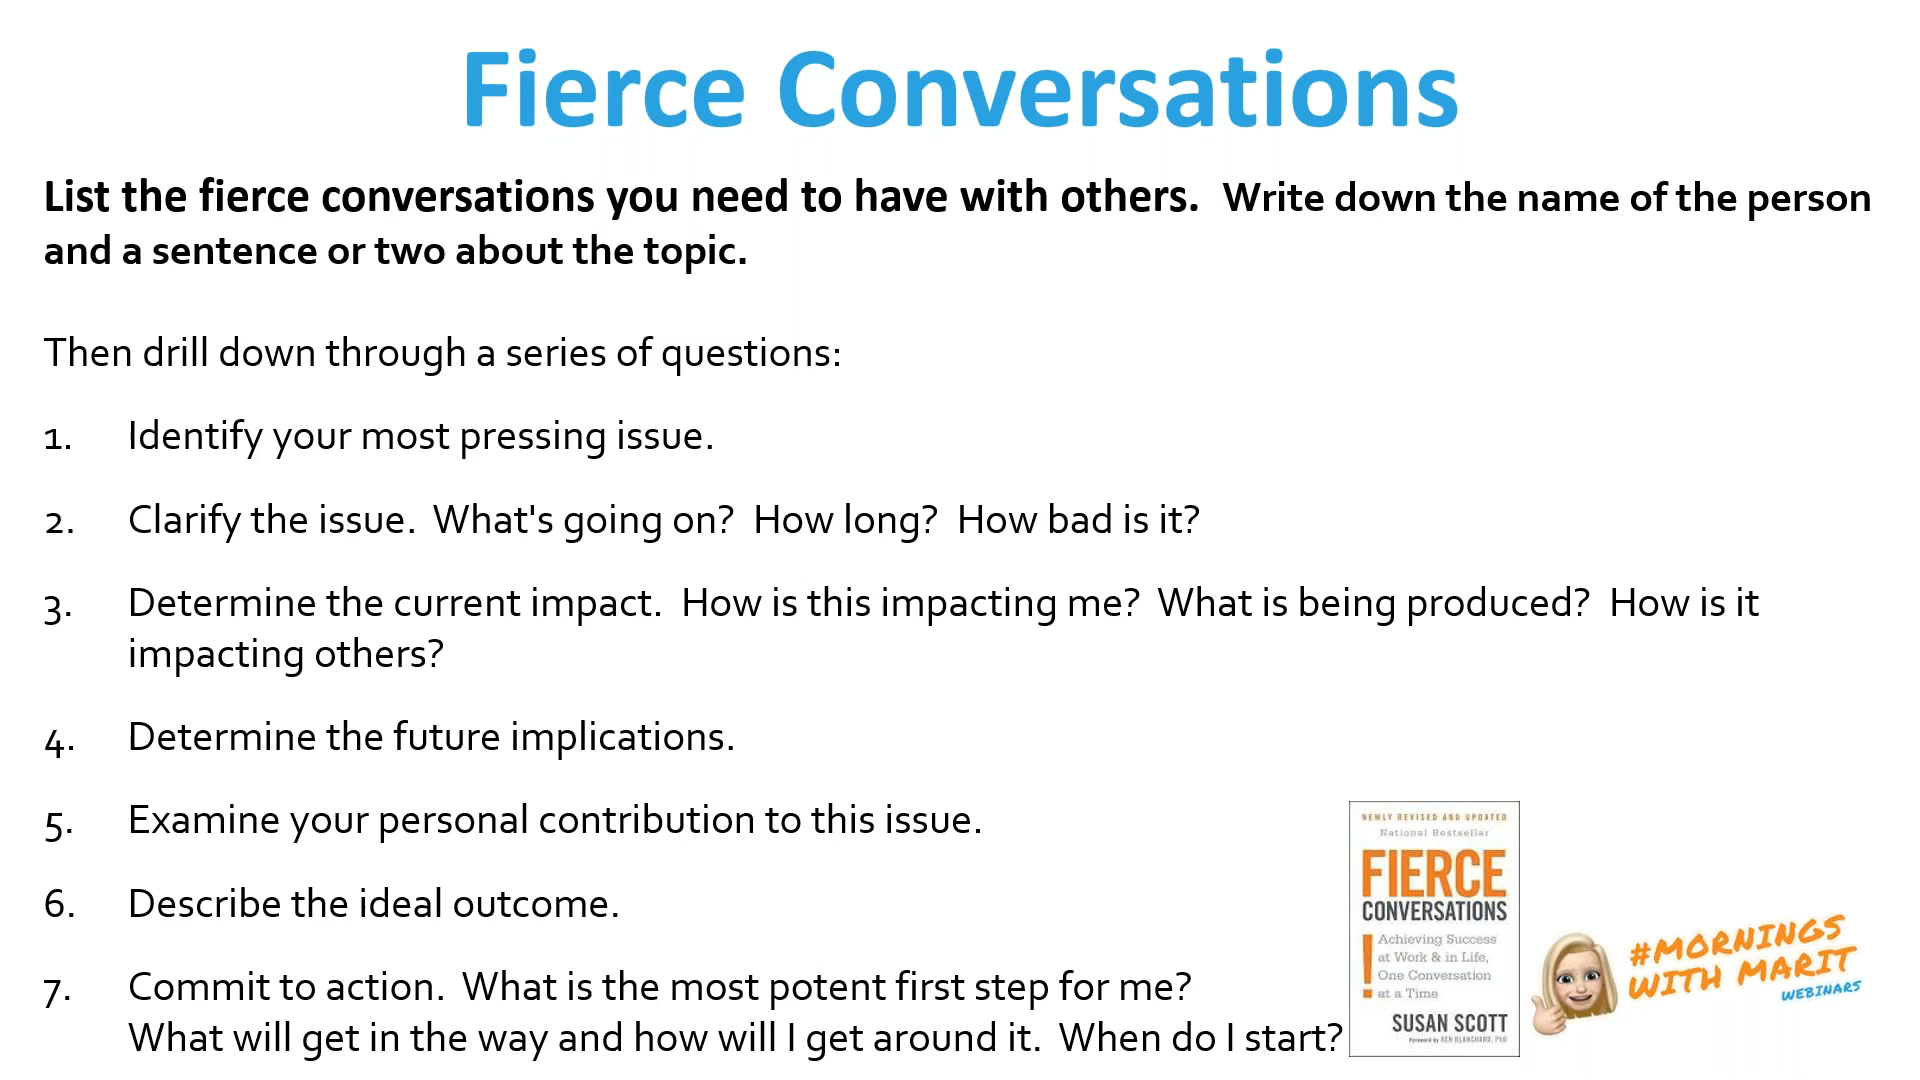 Fierce Conversations
List the fierce conversations you need to have with others.  Write down the name of the person
and a sentence or two about the topic.
Then drill down through a series of questions:
1. Identify your most pressing issue.
2. Clarify the issue.  What's going on?  How long?  How bad is it?
3. Determine the current impact.  How is this impacting me?  What is being produced?  How is it
impacting others?
4. Determine the future implications.
5. Examine your personal contribution to this issue.
6. Describe the ideal outcome.
7. Commit to action.  What is the most potent first step for me?
What will get in the way and how will I get around it.  When do I start?
NEWLY REVISED AND UPDATED
National Bestseller
FIERCE
CONVERSATIONS
! Achieving Success
at Work & in Life,
One Conversation
at a Time
SUSAN SCOTT
Foreword by KEN BLANCHARD, PhD
#MORNINGS
WITH MARIT
WEBINARS